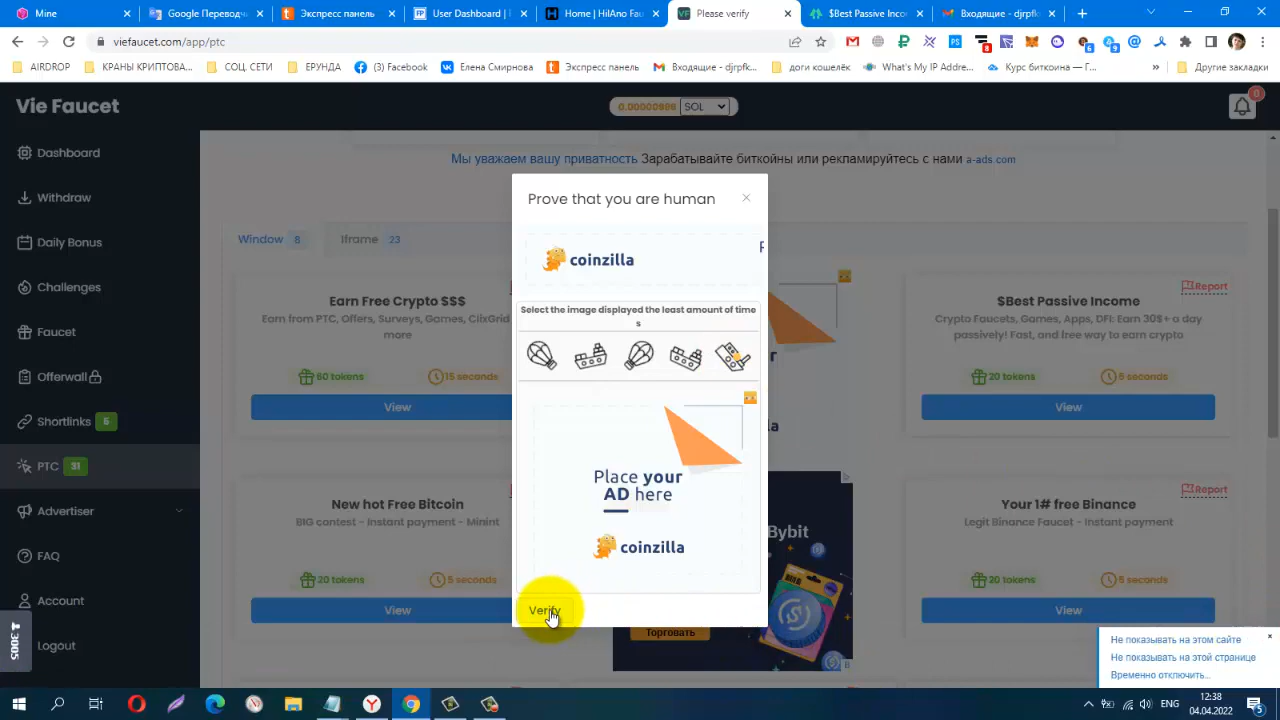 Mine
Google Переводч
Экспресс панель
User Dashboard |
Home | HilAno Fau
Please verify
$Best Passive Inco
Входящие - djrpfk
viefaucet.com/app/ptc
AIRDROP
КРАНЫ КРИПТОВА...
СОЦ. СЕТИ
ЕРУНДА
(3) Facebook
Елена Смирнова
Экспресс панель
Входящие - djrpfk...
доги кошелёк
What's My IP Addre...
Курс биткоина — Г...
»
Другие закладки
Vie Faucet
0.00000696 SOL
0
Dashboard
Withdraw
Daily Bonus
Challenges
Faucet
Offerwall
Shortlinks 5
PTC 31
Advertiser
FAQ
Account
Logout
Мы уважаем вашу приватность Зарабатывайте биткойны или рекламируйтесь с нами a-ads.com
Window 8
Iframe 23
Earn Free Crypto $$$
Earn from PTC, Offers, Surveys, Games, ClixGrid
more
60 tokens
15 seconds
View
Report
$Best Passive Income
Crypto Faucets, Games, Apps, DFI: Earn 30$+ a day
passively! Fast, and free way to earn crypto
20 tokens
5 seconds
View
New hot Free Bitcoin
BIG contest - Instant payment - Minint
20 tokens
5 seconds
View
Report
Your 1# free Binance
Legit Binance Faucet - Instant payment
20 tokens
5 seconds
View
Bybit
Торговать
Prove that you are human
×
coinzilla
Select the image displayed the least amount of time
s
Place your
AD here
coinzilla
Verify
Не показывать на этом сайте
Не показывать на этой странице
Временно отключить...
12:38
ENG
04.04.2022
5